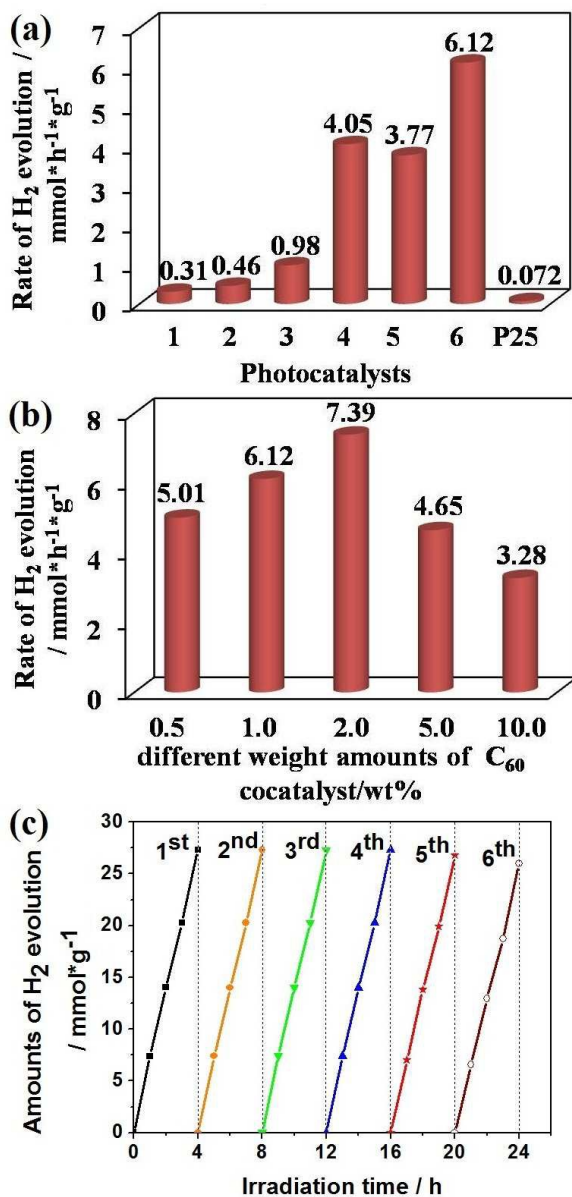 (a)
Rate of H2 evolution /
mmol*h-1*g-1
7
6
5
4
3
2
1
0
0.31
0.46
0.98
4.05
3.77
6.12
0.072
1 2 3 4 5 6 P25
Photocatalysts
(b)
Rate of H2 evolution
/ mmol*h-1*g-1
8
6
4
2
0
5.01
6.12
7.39
4.65
3.28
0.5 1.0 2.0 5.0 10.0
different weight amounts of C60
cocatalyst/wt%
(c)
Amounts of H2 evolution
/ mmol*g-1
30
25
20
15
10
5
0
1st 2nd 3rd 4th 5th 6th
0 4 8 12 16 20 24
Irradiation time / h